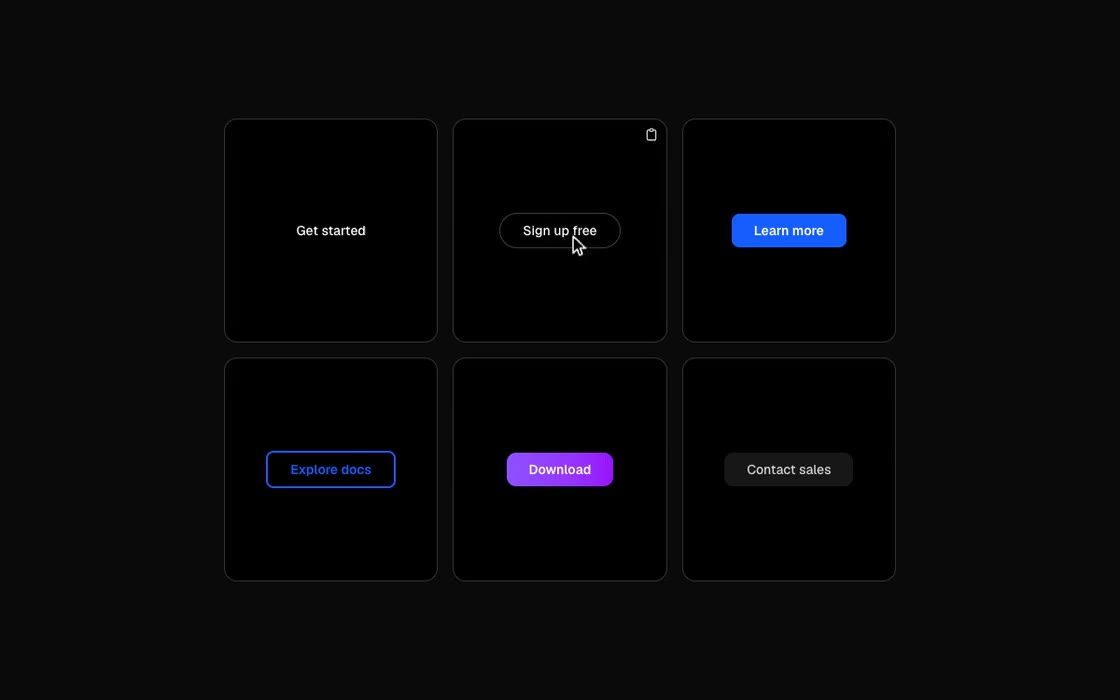 Get started
Sign up free
Learn more
Explore docs
Download
Contact sales